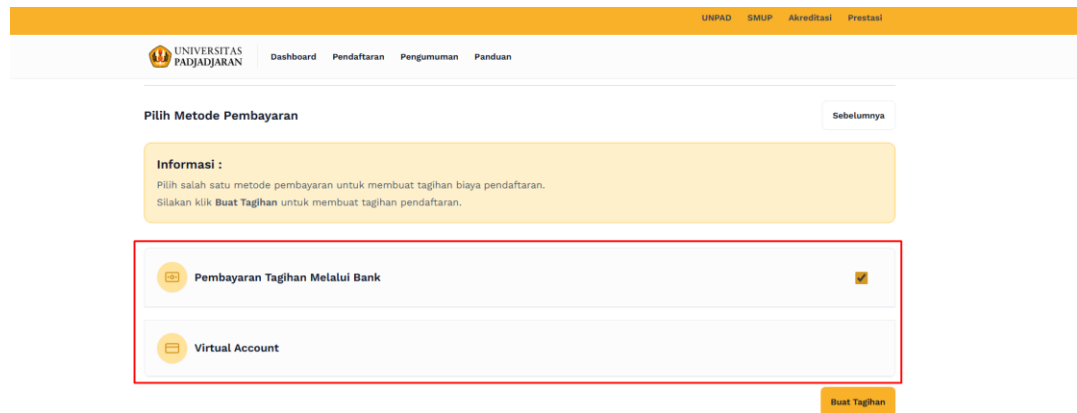 UNPAD SMUP Akreditasi Prestasi
UNIVERSITAS
PADJADJARAN
Dashboard Pendaftaran Pengumuman Panduan
Pilih Metode Pembayaran
Sebelumnya
Informasi :
Pilih salah satu metode pembayaran untuk membuat tagihan biaya pendaftaran.
Silakan klik Buat Tagihan untuk membuat tagihan pendaftaran.
Pembayaran Tagihan Melalui Bank
Virtual Account
Buat Tagihan